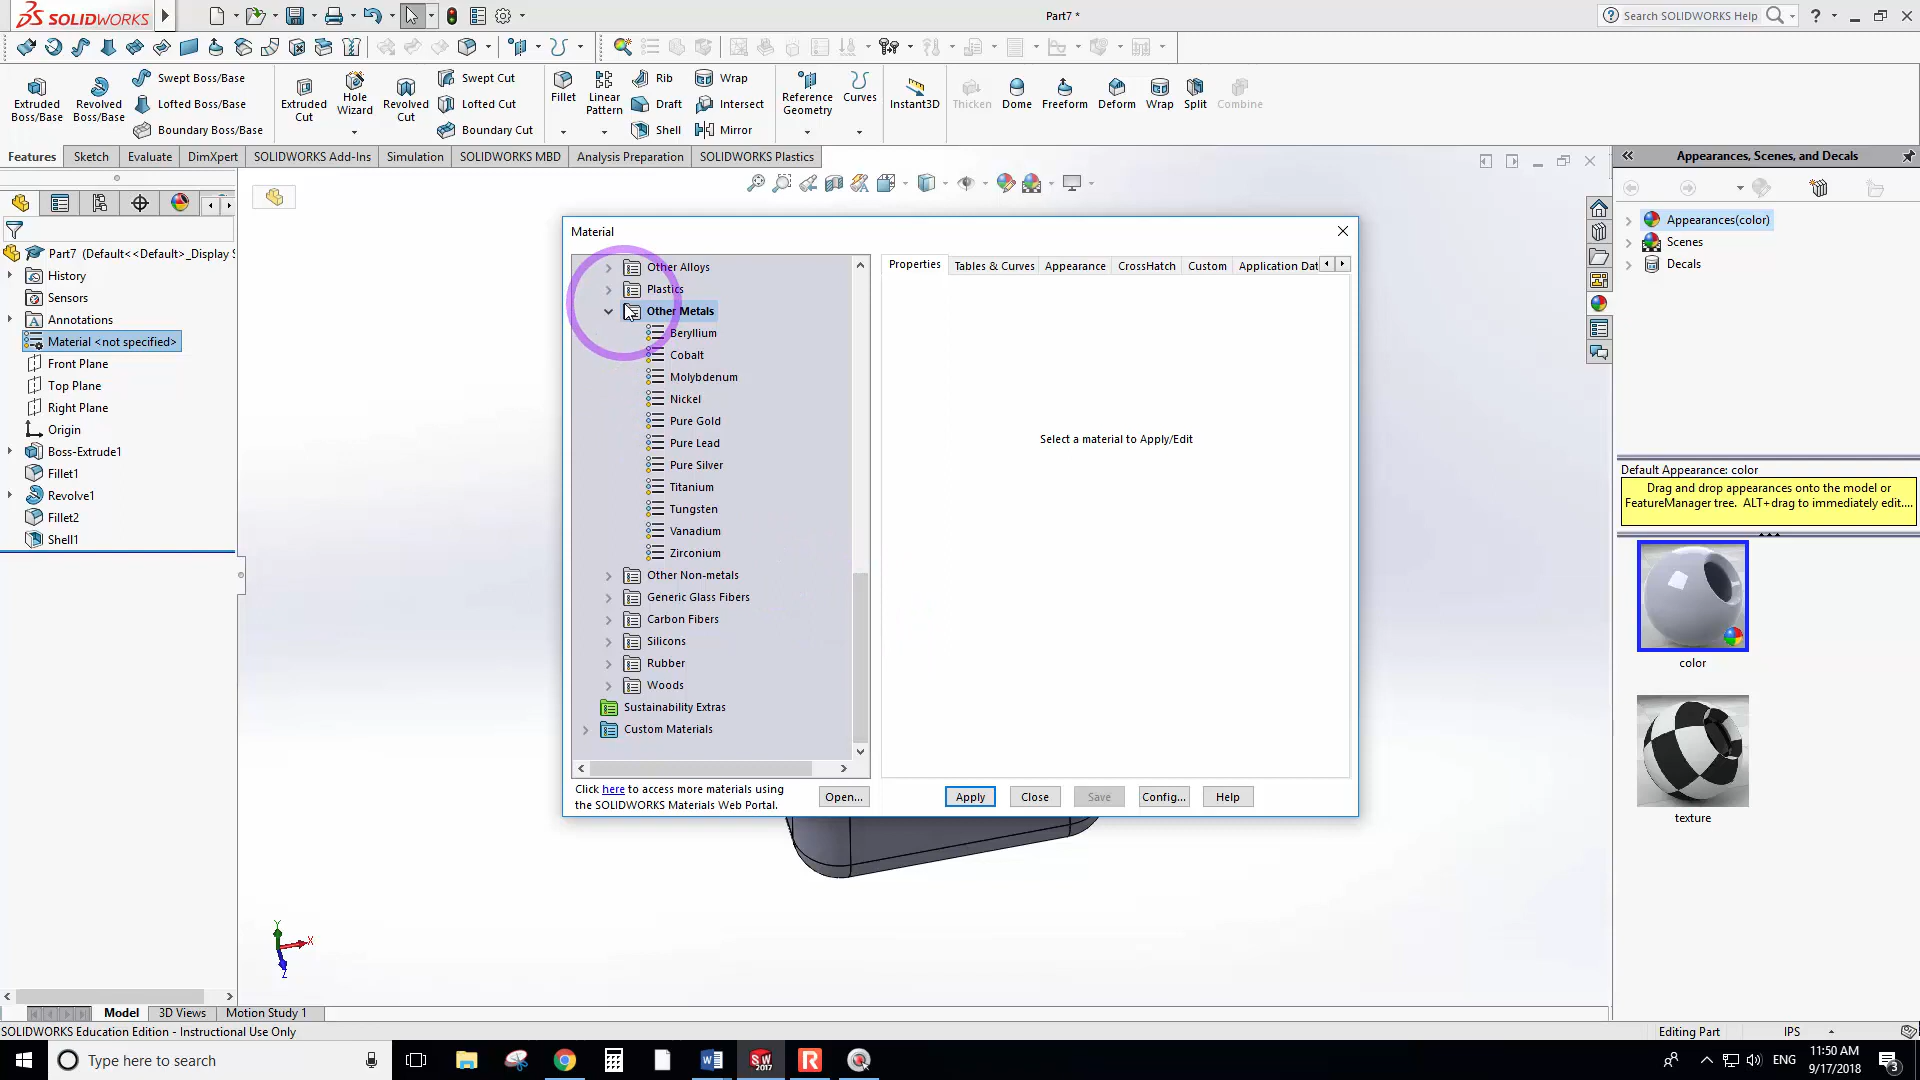 SOLIDWORKS
Part7 *
Search SOLIDWORKS Help
Extruded Boss/Base
Revolved Boss/Base
Swept Boss/Base
Lofted Boss/Base
Boundary Boss/Base
Extruded Cut
Hole Wizard
Revolved Cut
Swept Cut
Lofted Cut
Boundary Cut
Fillet
Linear Pattern
Rib
Draft
Shell
Wrap
Intersect
Mirror
Reference Geometry
Curves
Instant3D
Thicken
Dome
Freeform
Deform
Wrap
Split
Combine
Features
Sketch
Evaluate
DimXpert
SOLIDWORKS Add-Ins
Simulation
SOLIDWORKS MBD
Analysis Preparation
SOLIDWORKS Plastics
Part7 (Default<<Default>_Display S
History
Sensors
Annotations
Material <not specified>
Front Plane
Top Plane
Right Plane
Origin
Boss-Extrude1
Fillet1
Revolve1
Fillet2
Shell1
Material
Other Alloys
Plastics
Other Metals
Beryllium
Cobalt
Molybdenum
Nickel
Pure Gold
Pure Lead
Pure Silver
Titanium
Tungsten
Vanadium
Zirconium
Other Non-metals
Generic Glass Fibers
Carbon Fibers
Silicons
Rubber
Woods
Sustainability Extras
Custom Materials
Click here to access more materials using
the SOLIDWORKS Materials Web Portal.
Open...
Properties
Tables & Curves
Appearance
CrossHatch
Custom
Application Dat
Select a material to Apply/Edit
Apply
Close
Save
Config...
Help
Appearances, Scenes, and Decals
Appearances(color)
Scenes
Decals
Default Appearance: color
Drag and drop appearances onto the model or
FeatureManager tree. ALT+drag to immediately edit....
color
texture
Y
X
Z
Model
3D Views
Motion Study 1
SOLIDWORKS Education Edition - Instructional Use Only
Editing Part
IPS
Type here to search
SW
2017
ENG
11:50 AM
9/17/2018
3